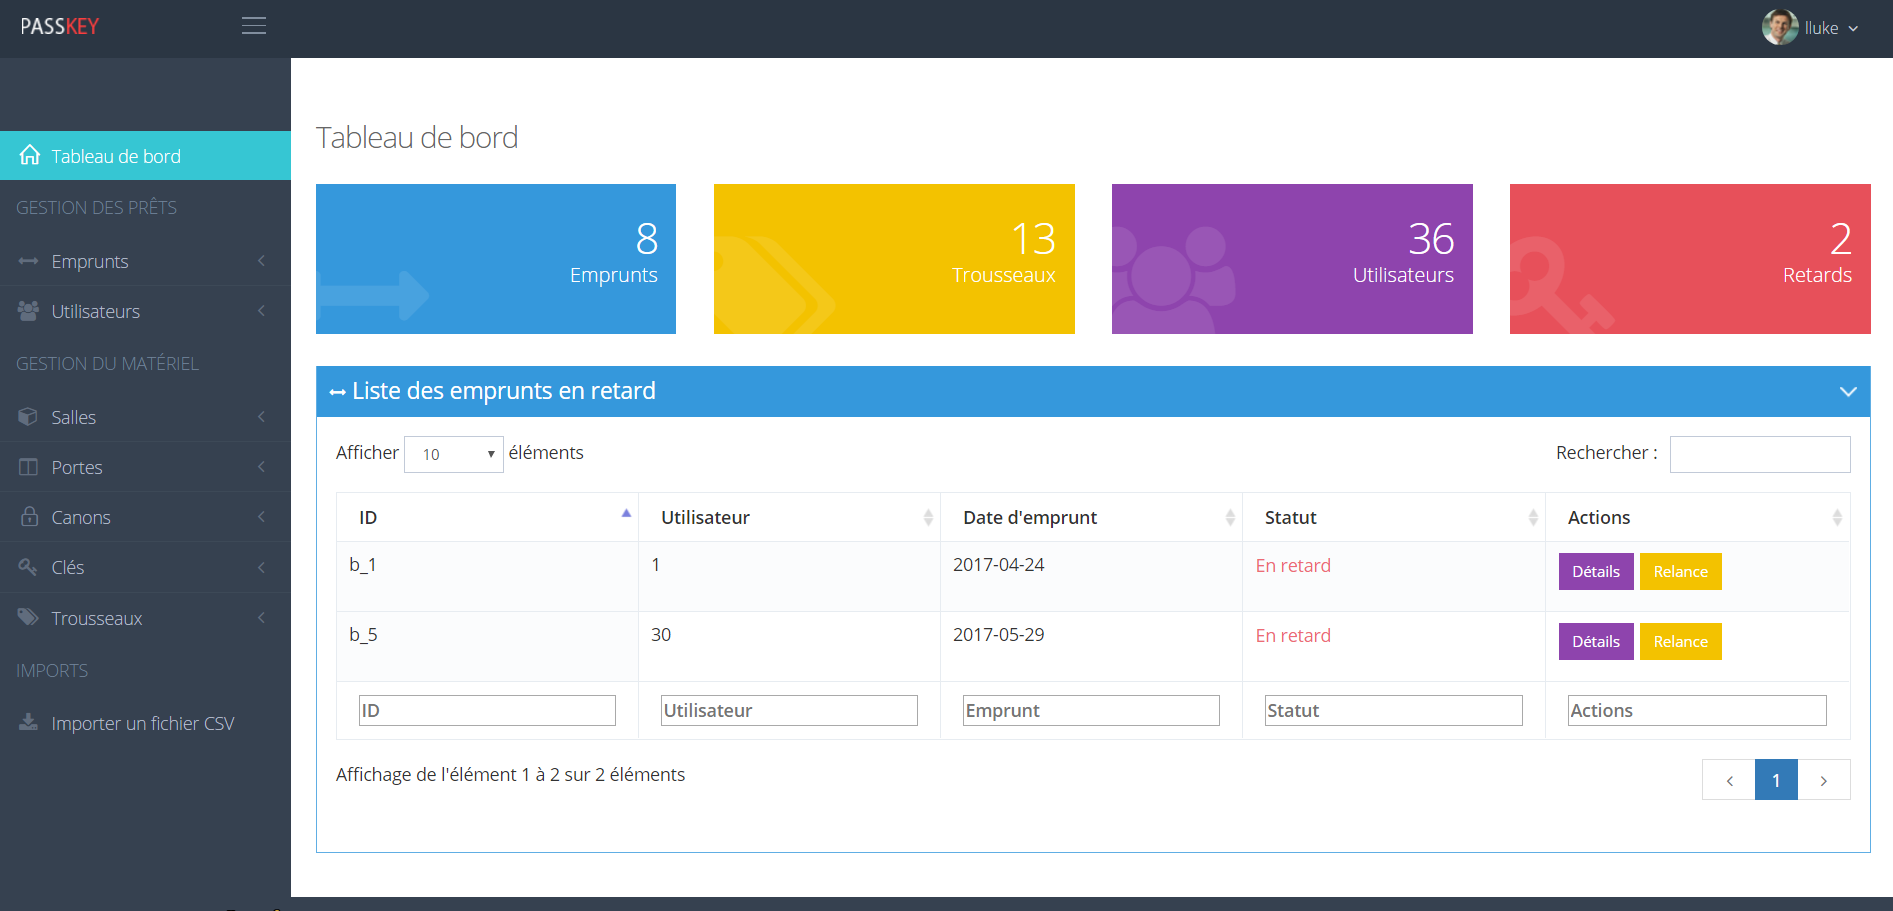 PASSKEY
lluke
Tableau de bord
GESTION DES PRÊTS
Emprunts
Utilisateurs
GESTION DU MATÉRIEL
Salles
Portes
Canons
Clés
Trousseaux
IMPORTS
Importer un fichier CSV
Tableau de bord
8
Emprunts
13
Trousseaux
36
Utilisateurs
2
Retards
Liste des emprunts en retard
Afficher 10 éléments
Rechercher :
ID Utilisateur Date d'emprunt Statut Actions
b_1 1 2017-04-24 En retard Détails Relance
b_5 30 2017-05-29 En retard Détails Relance
ID Utilisateur Emprunt Statut Actions
Affichage de l'élément 1 à 2 sur 2 éléments
1